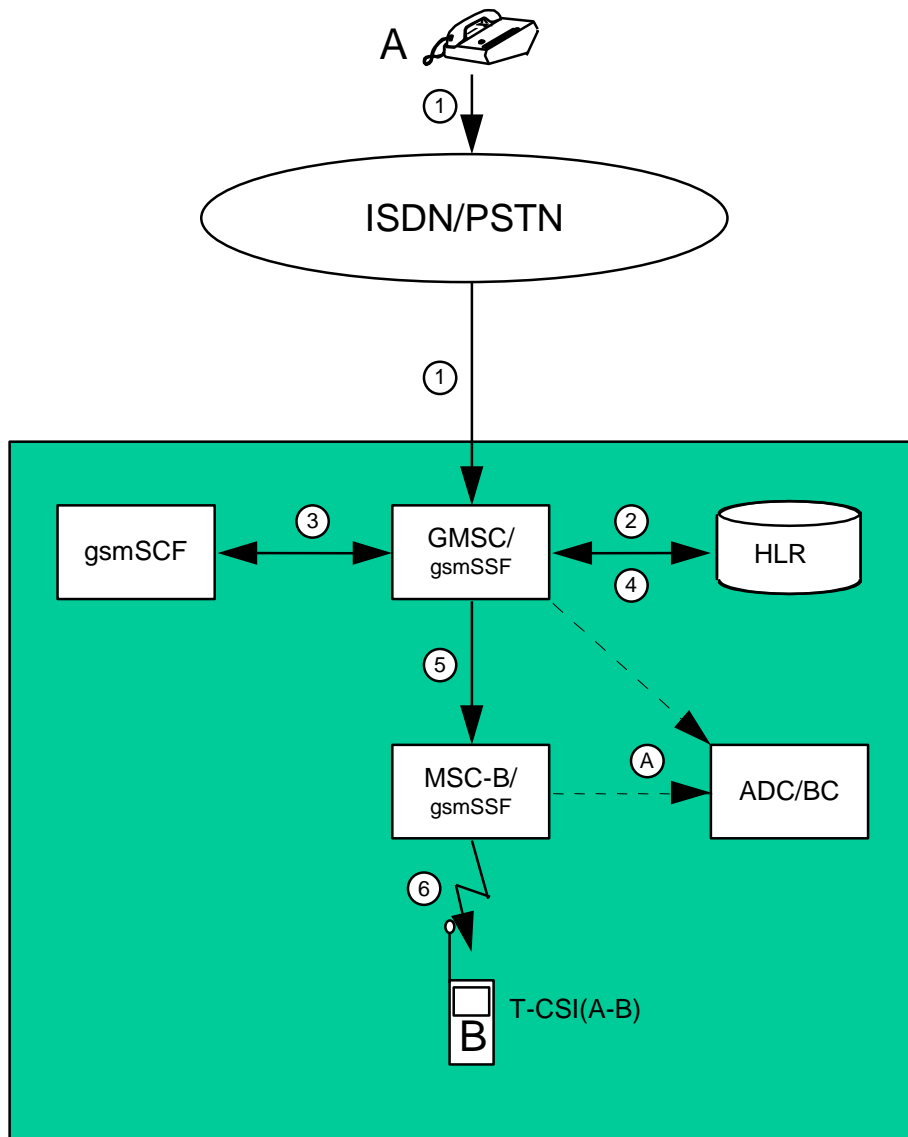 A
1
ISDN/PSTN
1
gsmSCF
3
GMSC/
gsmSSF
2
4
HLR
5
MSC-B/
gsmSSF
A
ADC/BC
6
B
T-CSI(A-B)